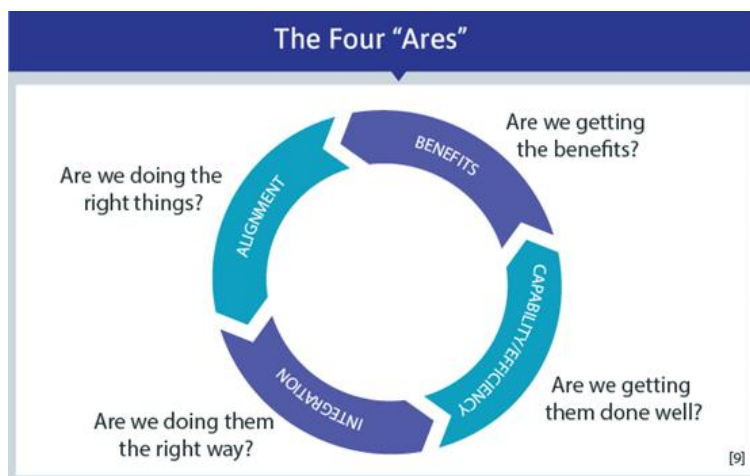 The Four “Ares”
Are we getting
the benefits?
BENEFITS
Are we doing the
right things?
ALIGNMENT
CAPABILITY/EFFICIENCY
Are we getting
them done well?
INTEGRATION
Are we doing them
the right way?
[9]